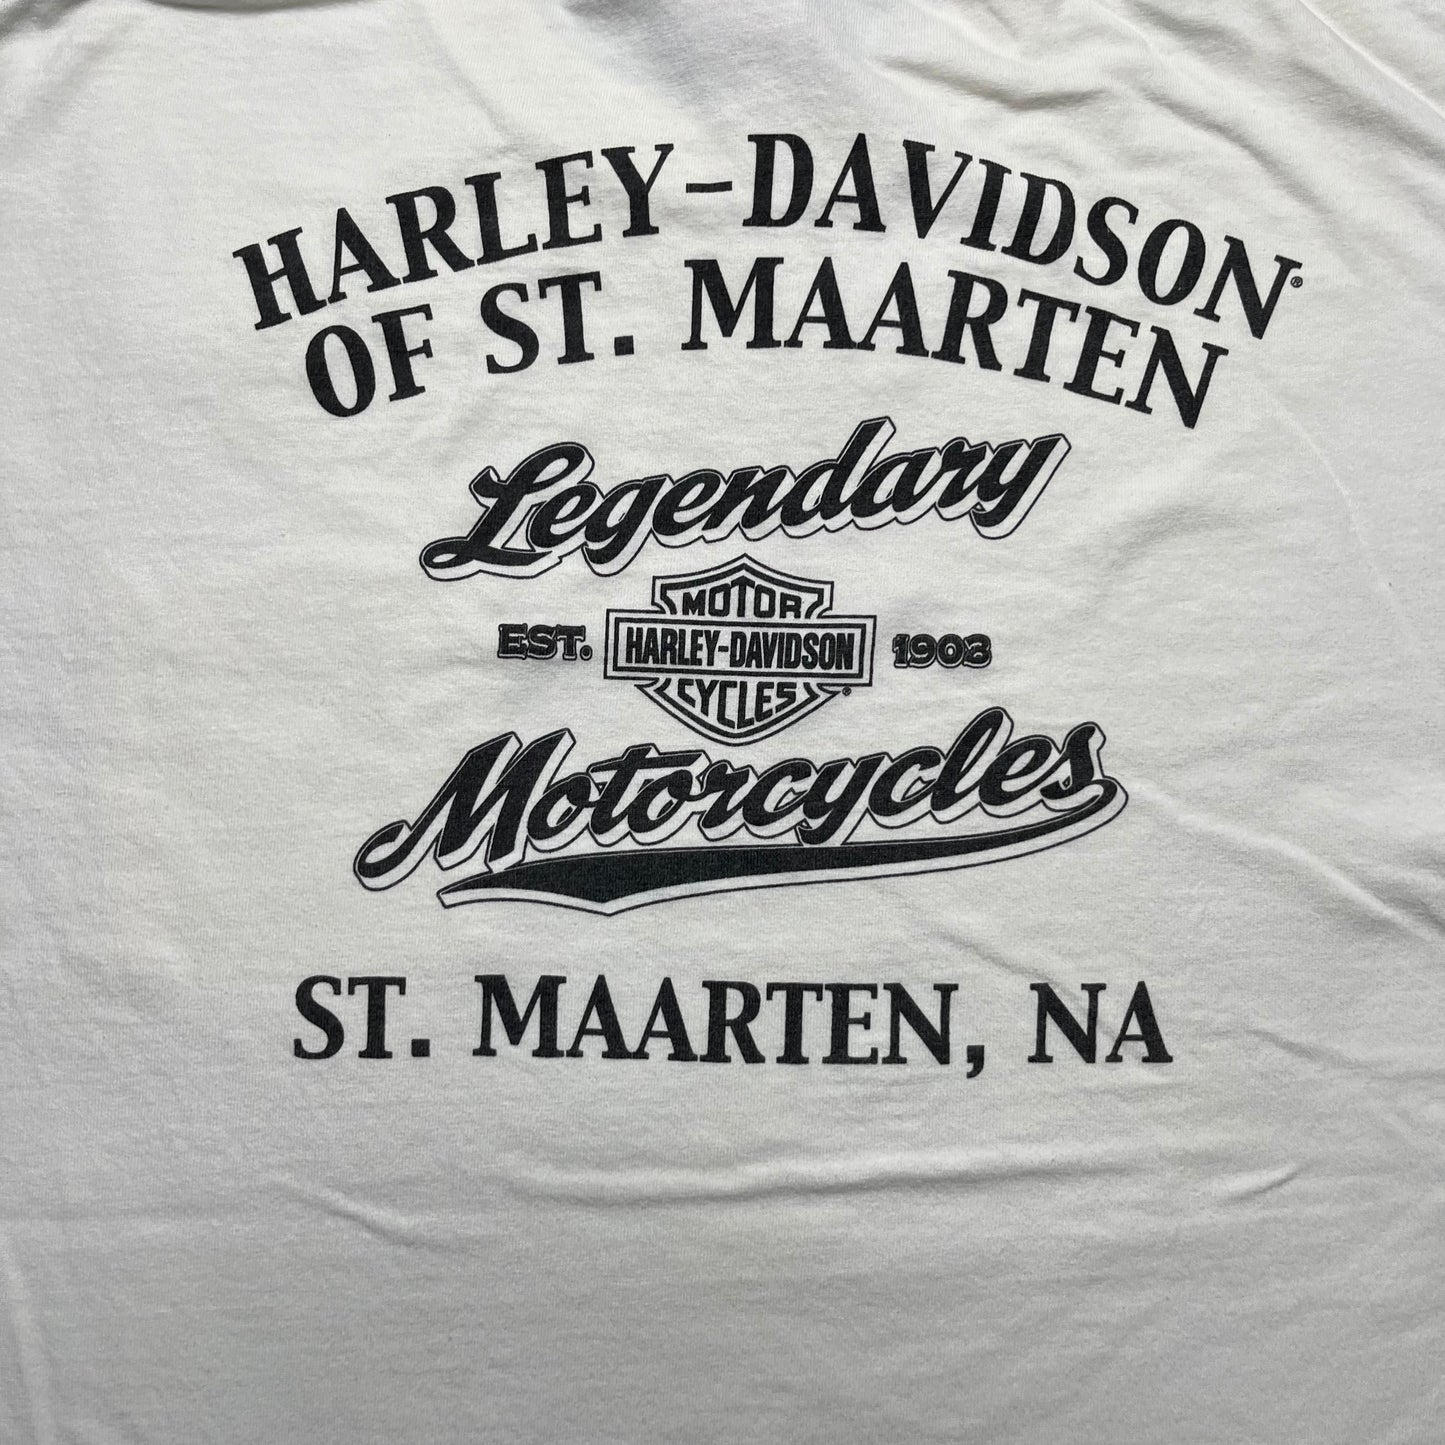 HARLEY-DAVIDSON®
OF ST. MAARTEN
Legendary
MOTOR
EST. HARLEY-DAVIDSON 1903
CYCLES ®
Motorcycles
ST. MAARTEN, NA